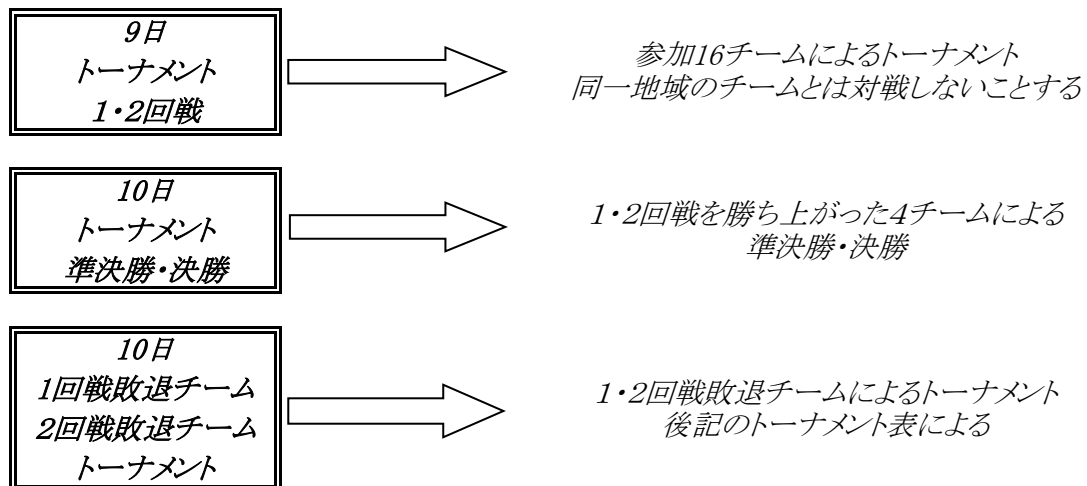 9日
トーナメント
1・2回戦
参加16チームによるトーナメント
同一地域のチームとは対戦しないことする
10日
トーナメント
準決勝・決勝
1・2回戦を勝ち上がった4チームによる
準決勝・決勝
10日
1回戦敗退チーム
2回戦敗退チーム
トーナメント
1・2回戦敗退チームによるトーナメント
後記のトーナメント表による